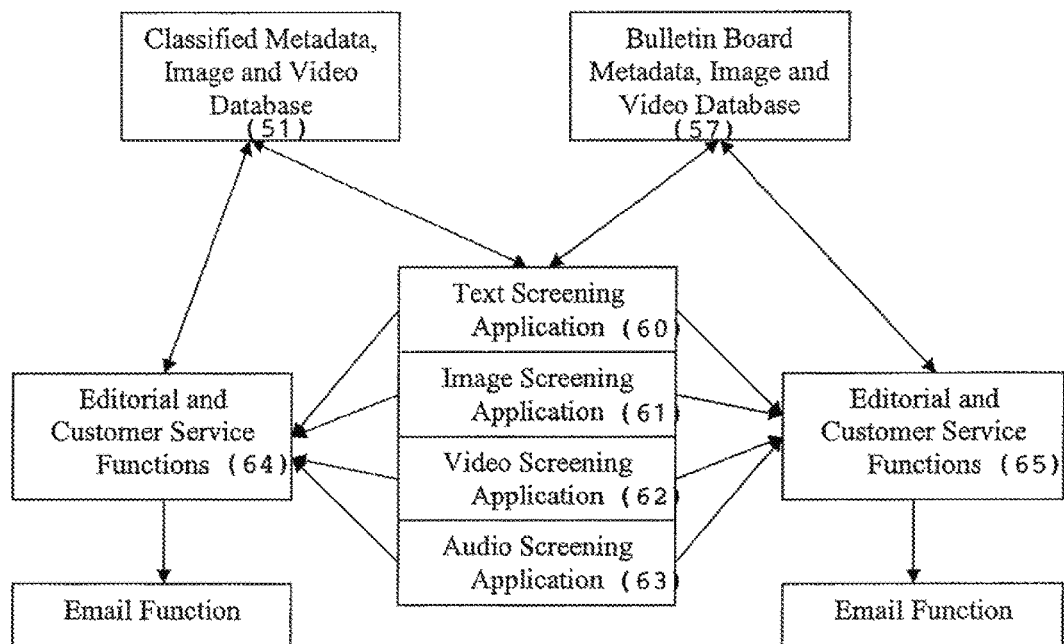 Classified Metadata,
Image and Video
Database
(51)
Bulletin Board
Metadata, Image and
Video Database
(57)
Text Screening
Application (60)
Image Screening
Application (61)
Video Screening
Application (62)
Audio Screening
Application (63)
Editorial and
Customer Service
Functions (64)
Editorial and
Customer Service
Functions (65)
Email Function
Email Function